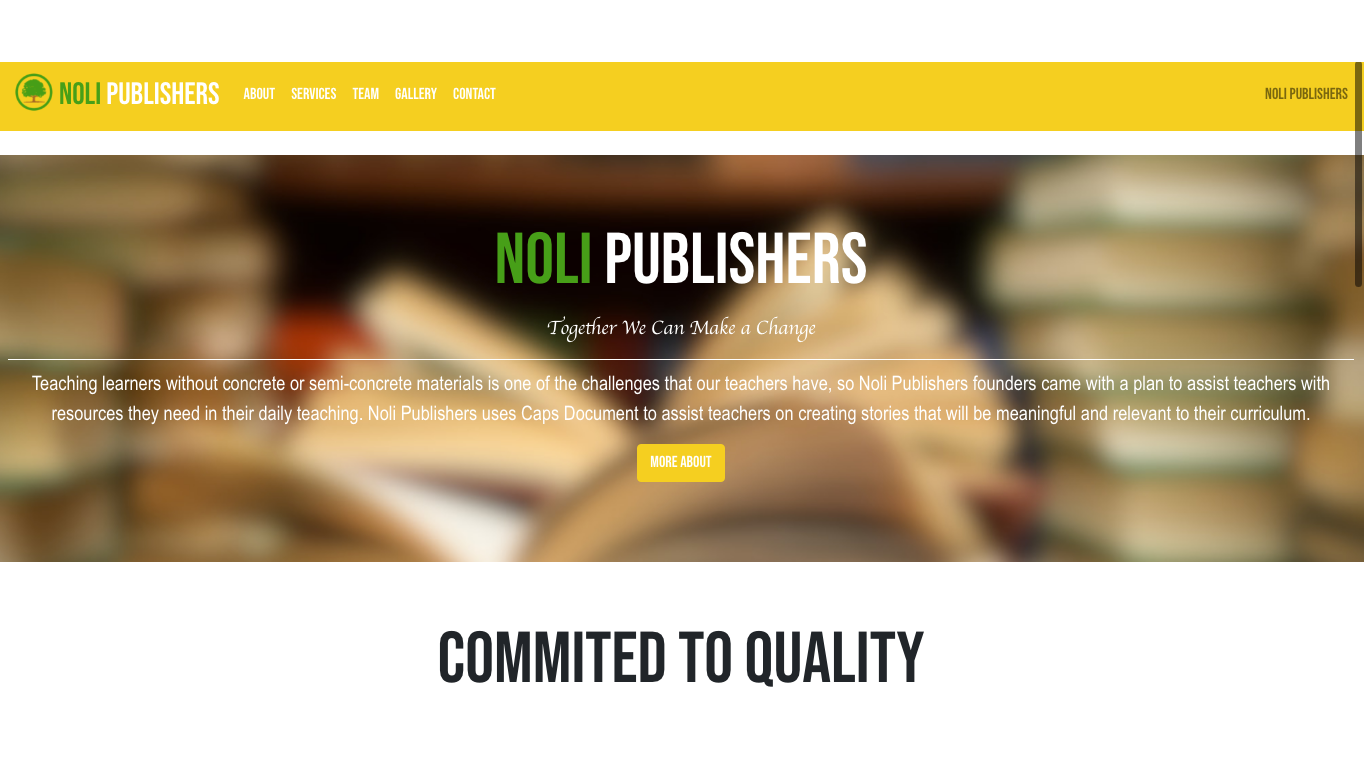 NOLI PUBLISHERS ABOUT SERVICES TEAM GALLERY CONTACT NOLI PUBLISHERS
NOLI PUBLISHERS
Together We Can Make a Change
Teaching learners without concrete or semi-concrete materials is one of the challenges that our teachers have, so Noli Publishers founders came with a plan to assist teachers with
resources they need in their daily teaching. Noli Publishers uses Caps Document to assist teachers on creating stories that will be meaningful and relevant to their curriculum.
MORE ABOUT
COMMITED TO QUALITY